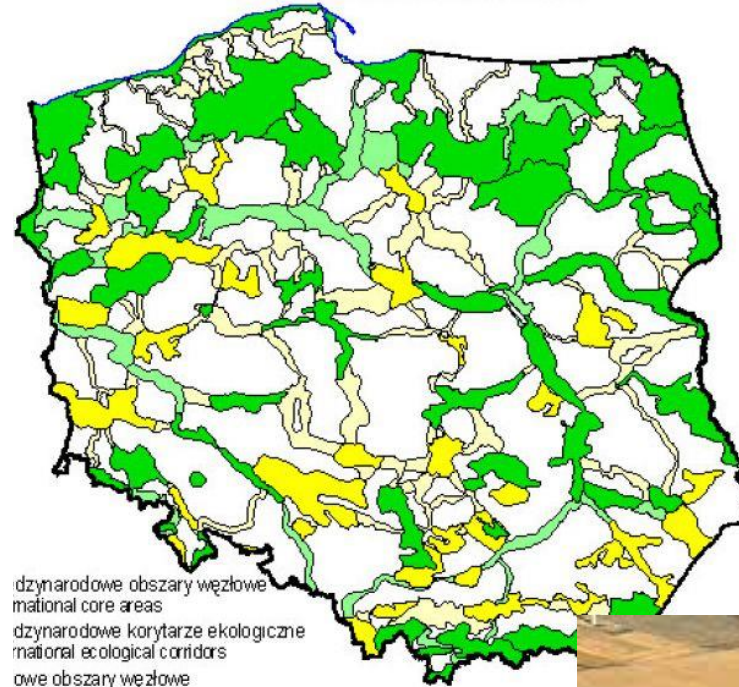 dzynarodowe obszary węzłowe
rnational core areas
dzynarodowe korytarze ekologiczne
rnational ecological corridors
owe obszary węzłowe